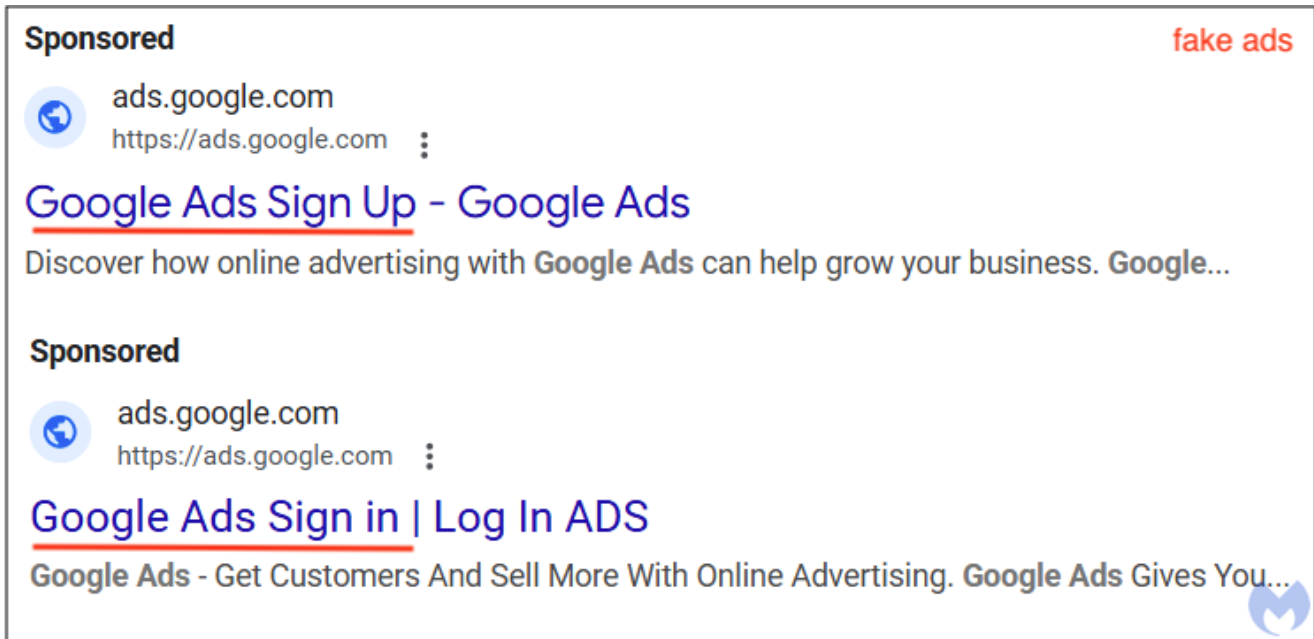 Sponsored
fake ads
ads.google.com
https://ads.google.com
Google Ads Sign Up - Google Ads
Discover how online advertising with Google Ads can help grow your business. Google...
Sponsored
ads.google.com
https://ads.google.com
Google Ads Sign in | Log In ADS
Google Ads - Get Customers And Sell More With Online Advertising. Google Ads Gives You...